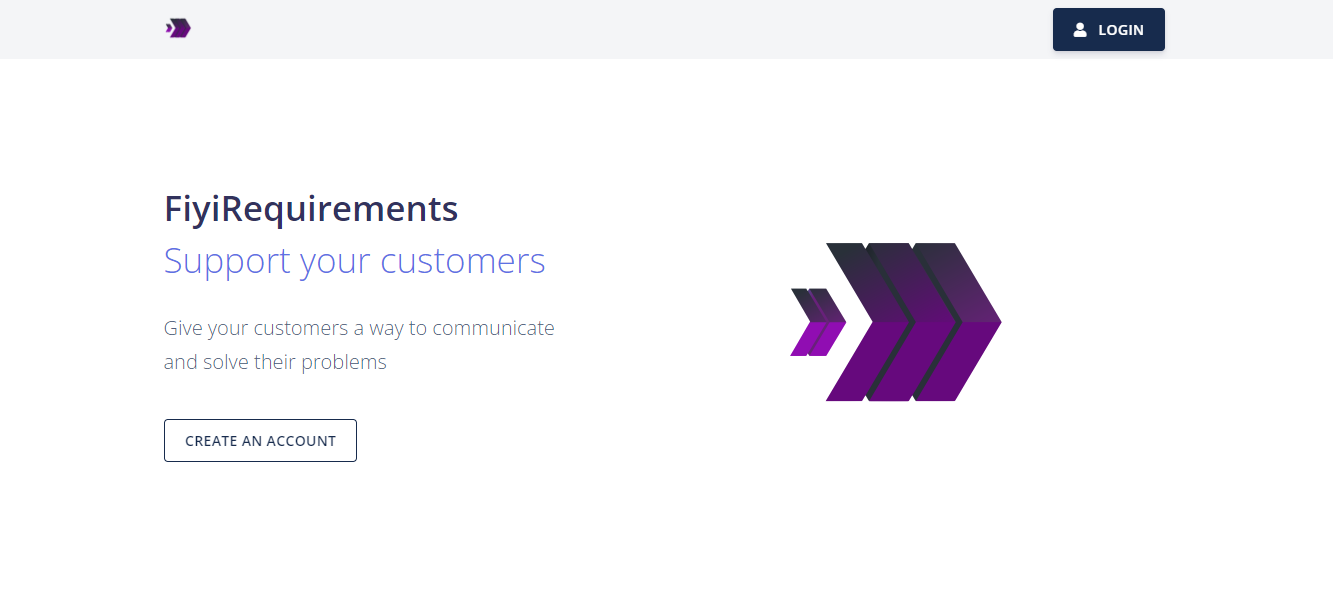 LOGIN
FiyiRequirements
Support your customers
Give your customers a way to communicate
and solve their problems
CREATE AN ACCOUNT